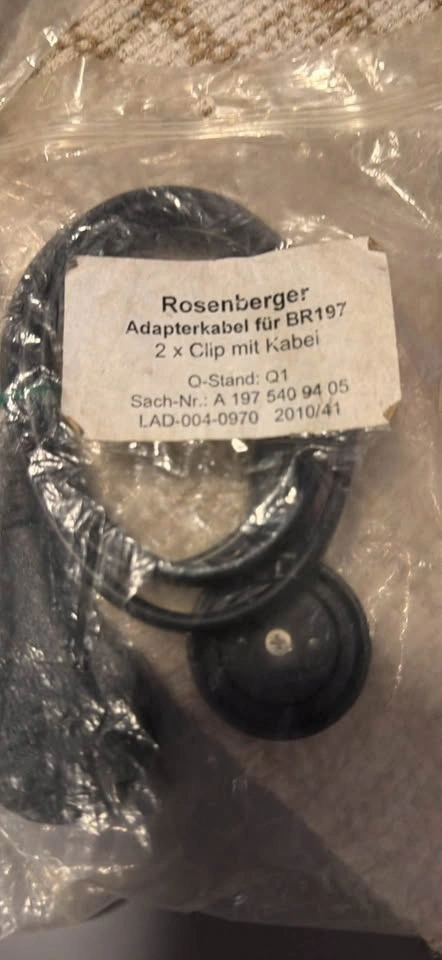 Rosenberger
Adapterkabel für BR197
2 x Clip mit Kabel
Q-Stand: Q1
Sach-Nr.: A 197 540 94 05
LAD-004-0970 2010/41